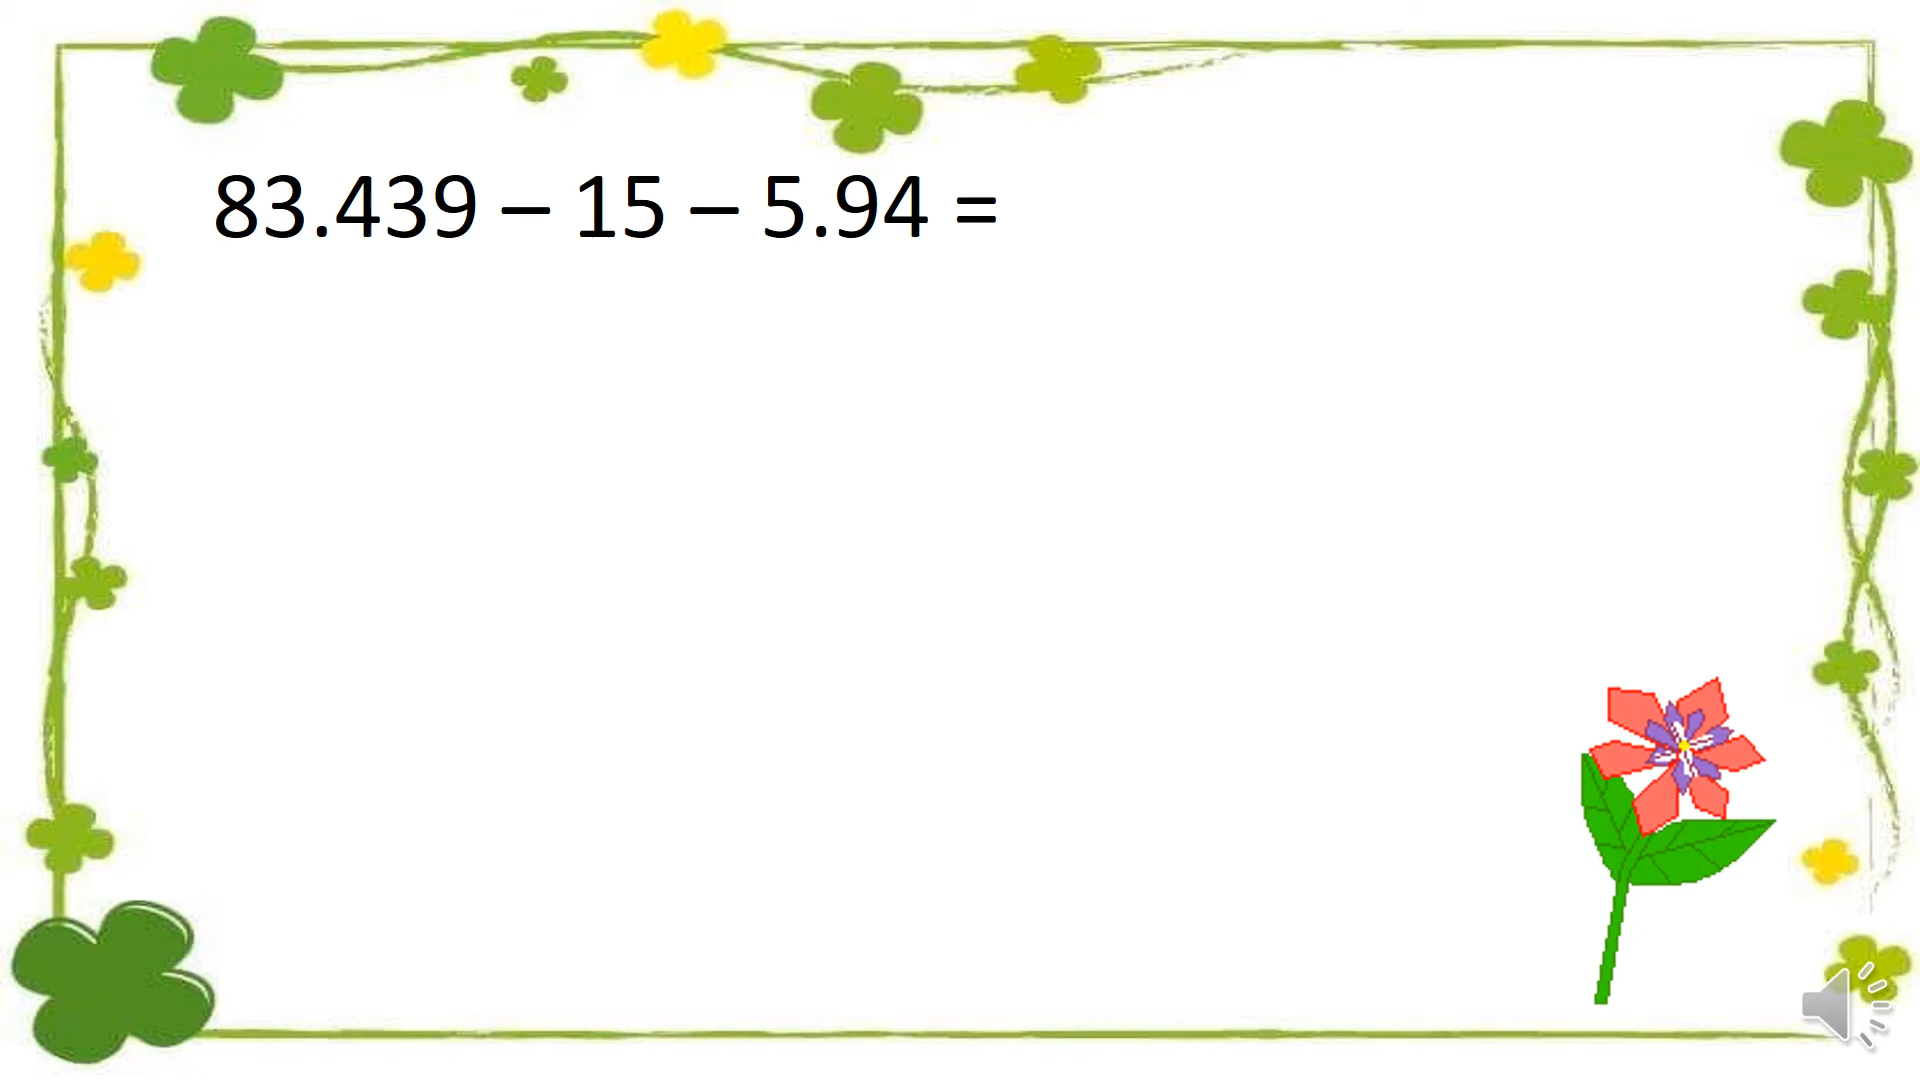 83.439 – 15 – 5.94 =